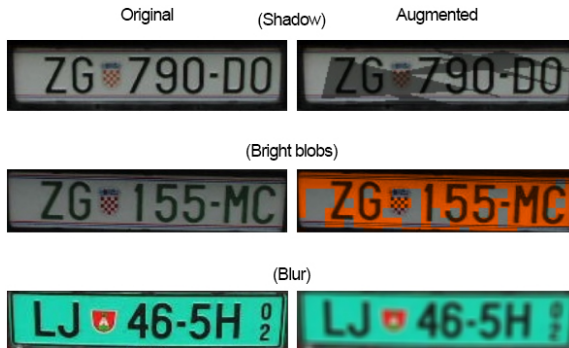 Original Augmented
(Shadow)
ZG 790-DO ZG 790-DO
(Bright blobs)
ZG 155-MC ZG 155-MC
(Blur)
LJ 46-5H 02 LJ 46-5H 02